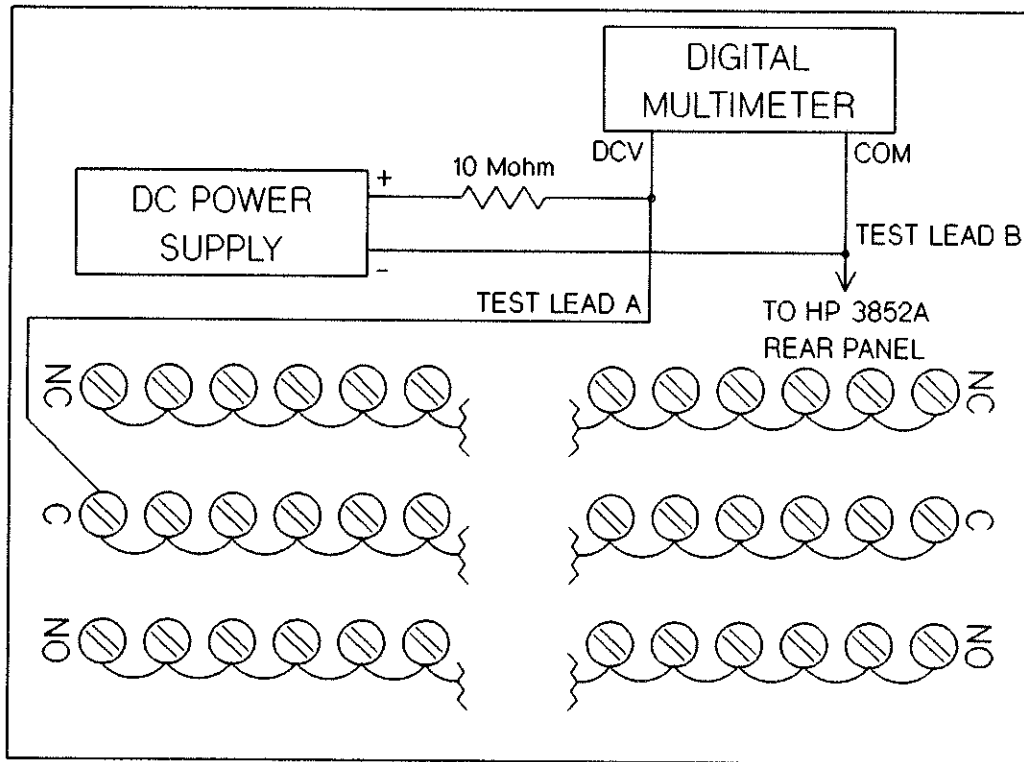 DIGITAL
MULTIMETER
DCV
COM
10 Mohm
+
DC POWER
SUPPLY
-
TEST LEAD B
TEST LEAD A
TO HP 3852A
REAR PANEL
NC
NC
C
C
NO
NO